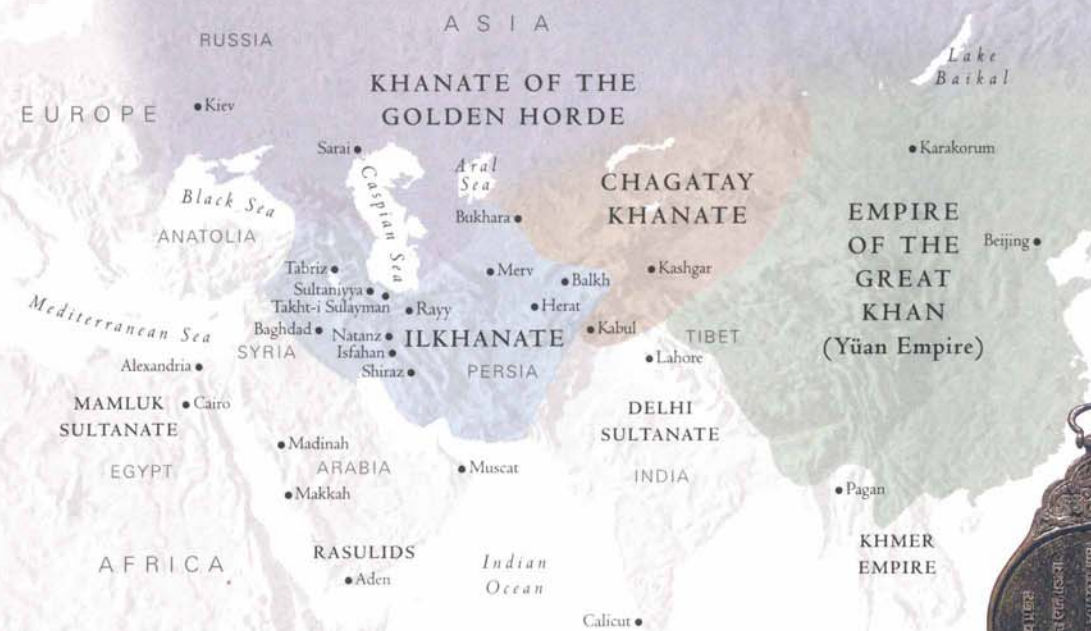 ASIA
RUSSIA
Lake
Baikal
KHANATE OF THE
GOLDEN HORDE
EUROPE
Kiev
Sarai
Karakorum
Aral
Sea
Caspian Sea
CHAGATAY
KHANATE
Black Sea
Bukhara
EMPIRE
OF THE
GREAT
KHAN
(Yüan Empire)
ANATOLIA
Beijing
Tabriz
Merv
Kashgar
Balkh
Sultaniyya
Takht-i Sulayman
Rayy
Herat
Mediterranean Sea
Baghdad
Natanz
ILKHANATE
Kabul
TIBET
SYRIA
Isfahan
Lahore
Alexandria
Shiraz
PERSIA
MAMLUK
SULTANATE
Cairo
DELHI
SULTANATE
Madinah
EGYPT
ARABIA
Muscat
INDIA
Makkah
Pagan
RASULIDS
KHMER
EMPIRE
AFRICA
Indian
Ocean
Aden
Calicut